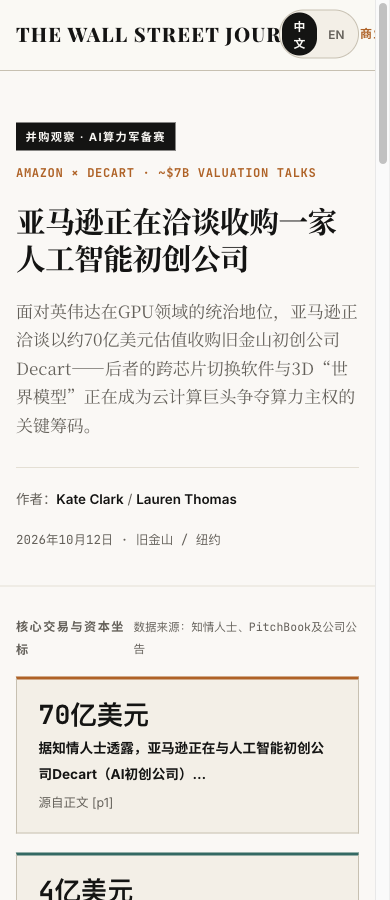 THE WALL STREET JOUR
中文
EN
商
并购观察 · AI算力军备赛
AMAZON × DECART · ~$7B VALUATION TALKS
亚马逊正在洽谈收购一家
人工智能初创公司
面对英伟达在GPU领域的统治地位，亚马逊正
洽谈以约70亿美元估值收购旧金山初创公司
Decart——后者的跨芯片切换软件与3D“世
界模型”正在成为云计算巨头争夺算力主权的
关键筹码。
作者：Kate Clark / Lauren Thomas
2026年10月12日 · 旧金山 / 纽约
核心交易与资本坐
标
数据来源：知情人士、PitchBook及公司公
告
70亿美元
据知情人士透露，亚马逊正在与人工智能初创公
司Decart（AI初创公司）...
源自正文 [p1]
4亿美元